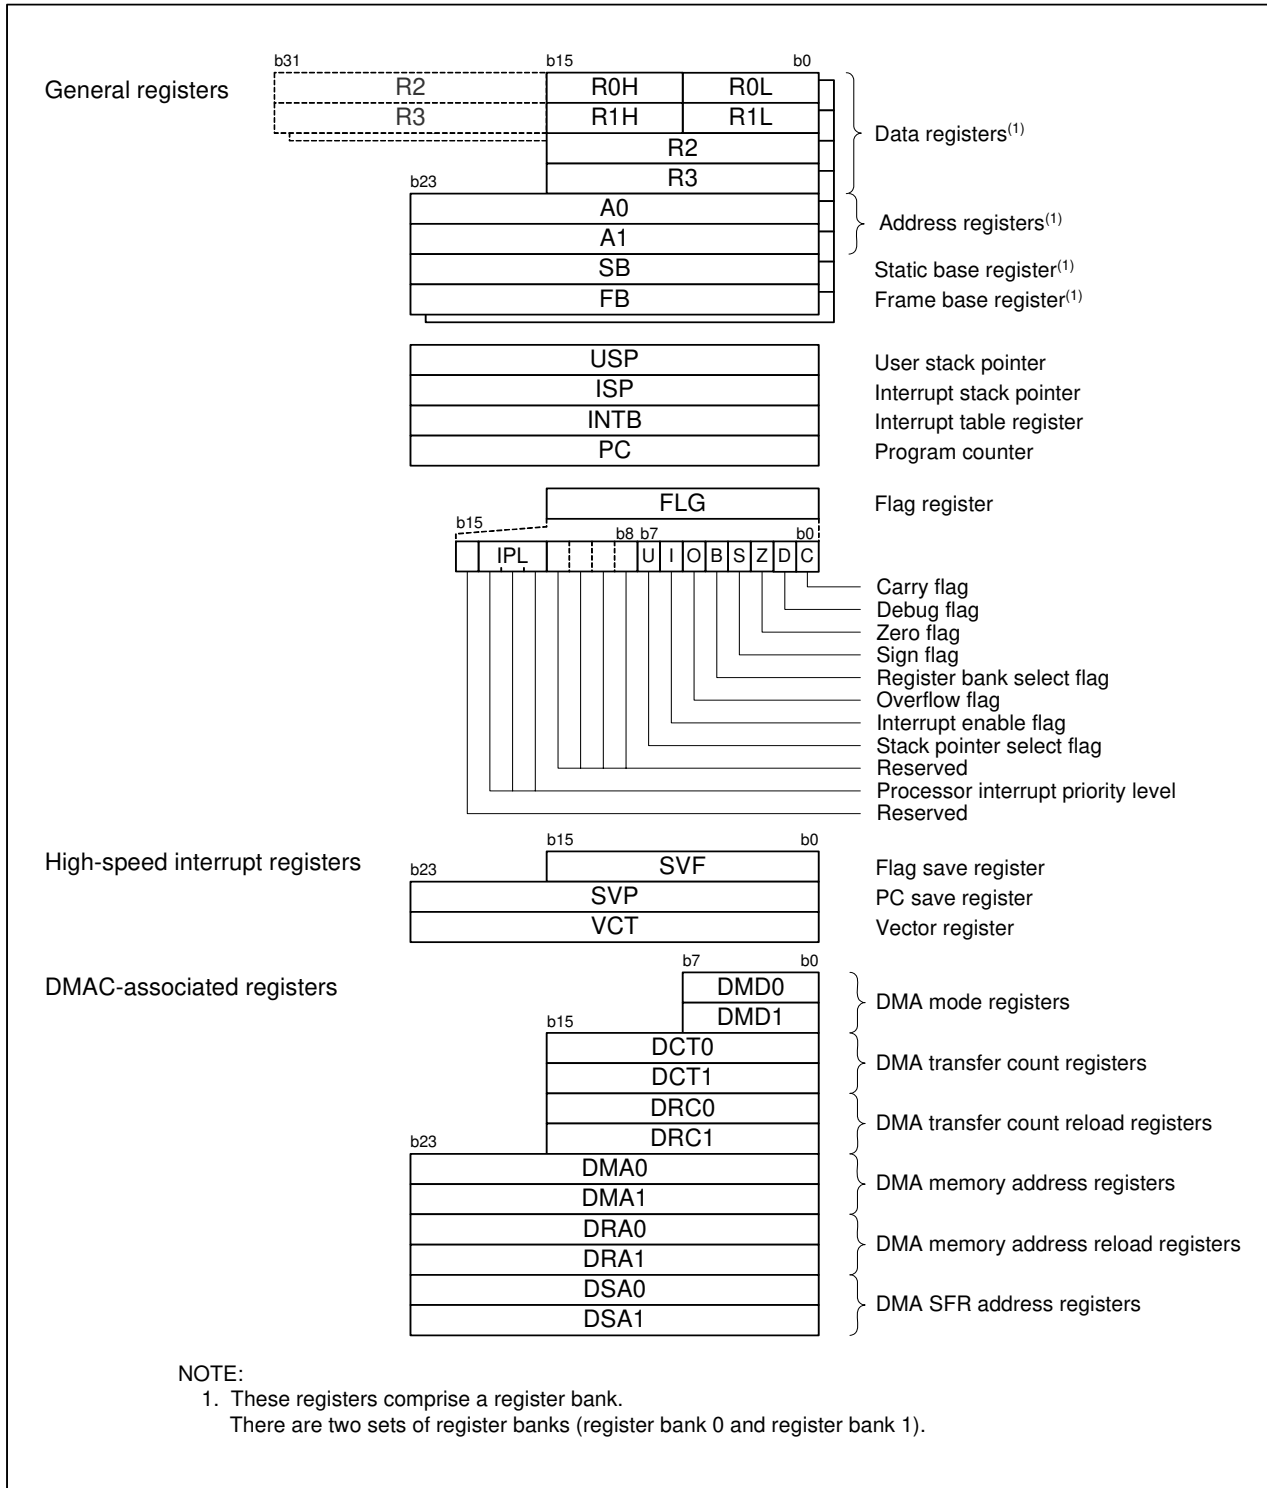 b31 b15 b0
General registers R2 R0H R0L
R3 R1H R1L
Data registers(1)
R2
b23 R3
A0
Address registers(1)
A1
SB Static base register(1)
FB Frame base register(1)
USP User stack pointer
ISP Interrupt stack pointer
INTB Interrupt table register
PC Program counter
FLG Flag register
b15 b8 b7 b0
IPL U I O B S Z D C
Carry flag
Debug flag
Zero flag
Sign flag
Register bank select flag
Overflow flag
Interrupt enable flag
Stack pointer select flag
Reserved
Processor interrupt priority level
Reserved
b15 b0
High-speed interrupt registers b23 SVF Flag save register
SVP PC save register
VCT Vector register
b7 b0
DMAC-associated registers DMD0
DMA mode registers
b15 DMD1
DCT0
DMA transfer count registers
DCT1
DRC0
DMA transfer count reload registers
b23 DRC1
DMA0
DMA memory address registers
DMA1
DRA0
DMA memory address reload registers
DRA1
DSA0
DMA SFR address registers
DSA1
NOTE:
1. These registers comprise a register bank.
There are two sets of register banks (register bank 0 and register bank 1).